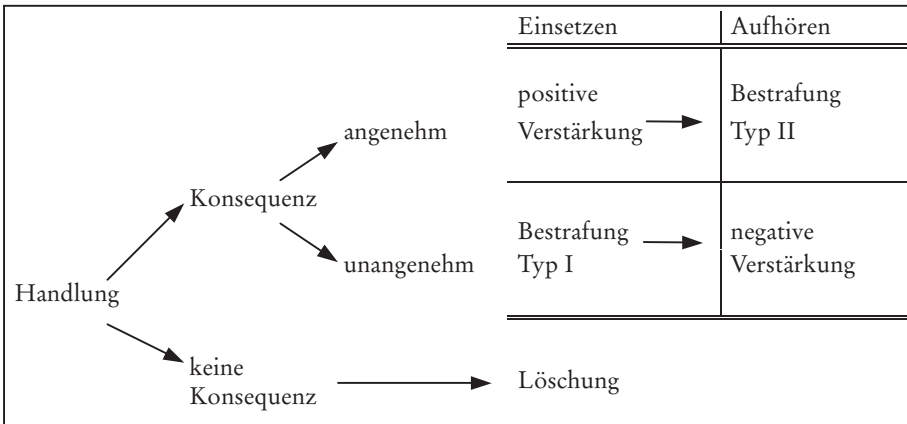 Einsetzen Aufhören
positive Bestrafung
Verstärkung Typ II
angenehm
Konsequenz
Bestrafung negative
Typ I Verstärkung
unangenehm
Handlung
keine
Konsequenz
Löschung